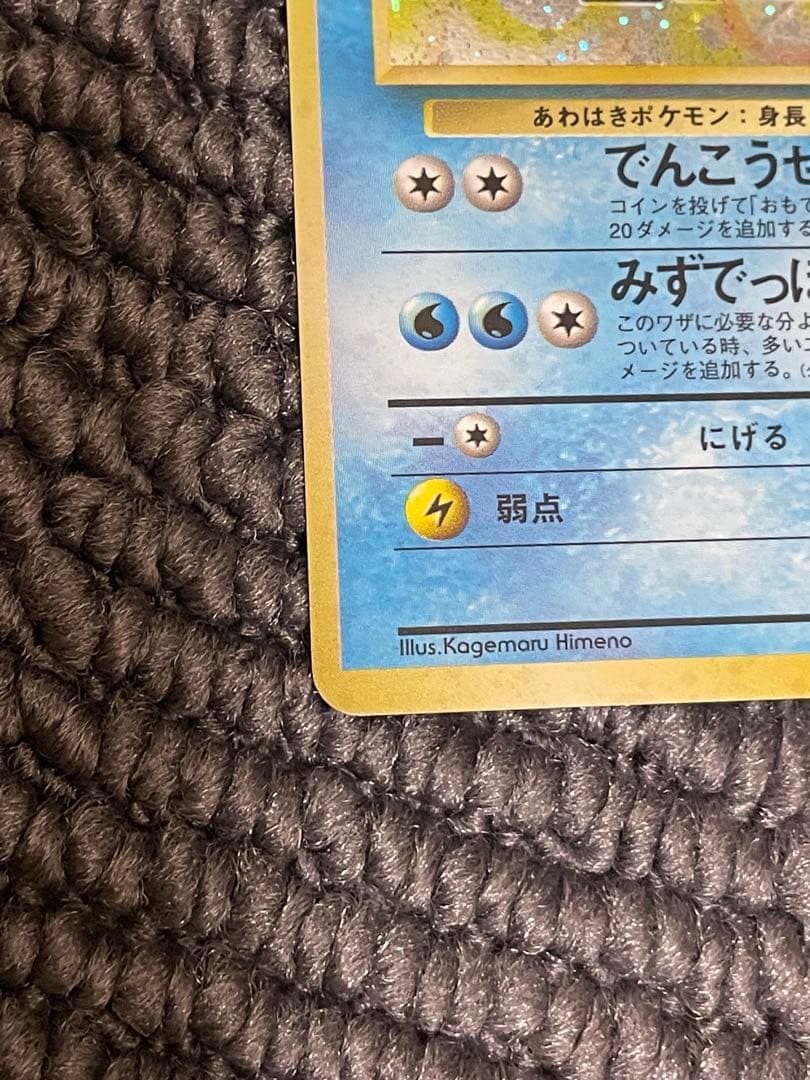 あわはきポケモン：身長
でんこうせ
コインを投げて「おもて
20ダメージを追加する
みずでっぽ
このワザに必要な分よ
ついている時、多いエ
メージを追加する。(
にげる
弱点
Illus.Kagemaru Himeno